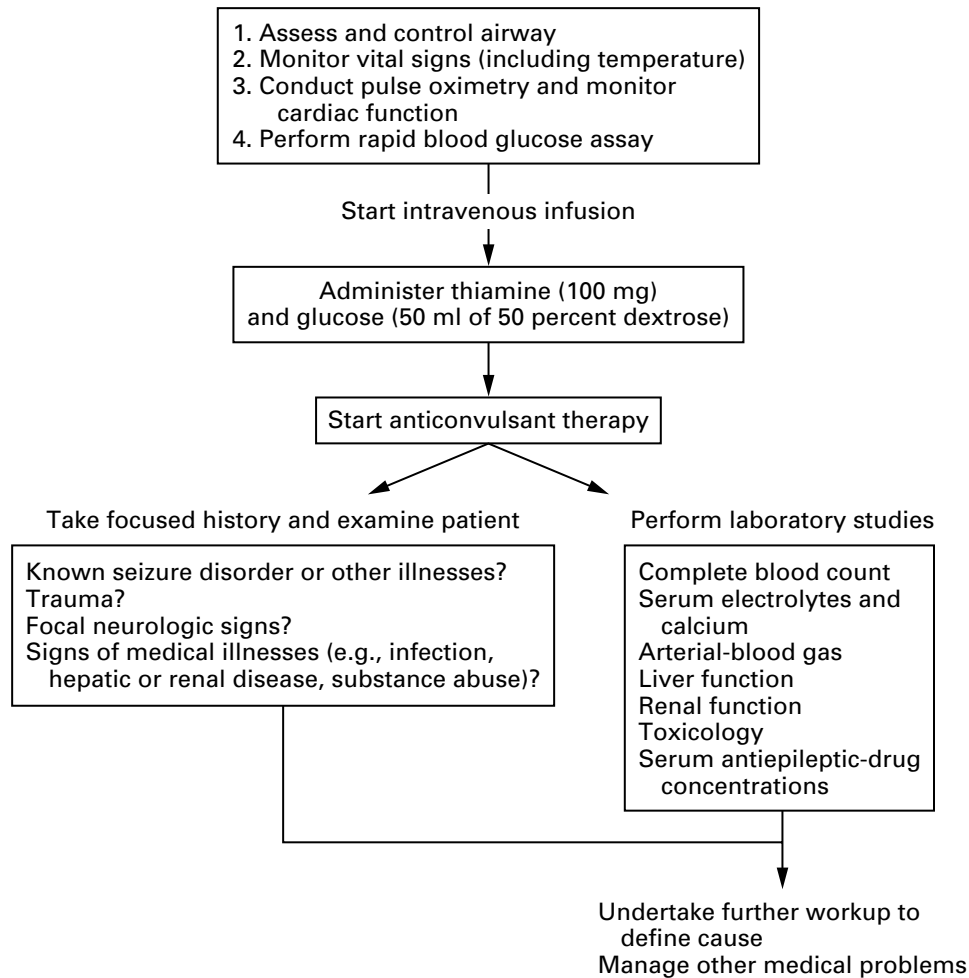 1. Assess and control airway
2. Monitor vital signs (including temperature)
3. Conduct pulse oximetry and monitor
cardiac function
4. Perform rapid blood glucose assay
Start intravenous infusion
Administer thiamine (100 mg)
and glucose (50 ml of 50 percent dextrose)
Start anticonvulsant therapy
Take focused history and examine patient
Known seizure disorder or other illnesses?
Trauma?
Focal neurologic signs?
Signs of medical illnesses (e.g., infection,
hepatic or renal disease, substance abuse)?
Perform laboratory studies
Complete blood count
Serum electrolytes and
calcium
Arterial-blood gas
Liver function
Renal function
Toxicology
Serum antiepileptic-drug
concentrations
Undertake further workup to
define cause
Manage other medical problems